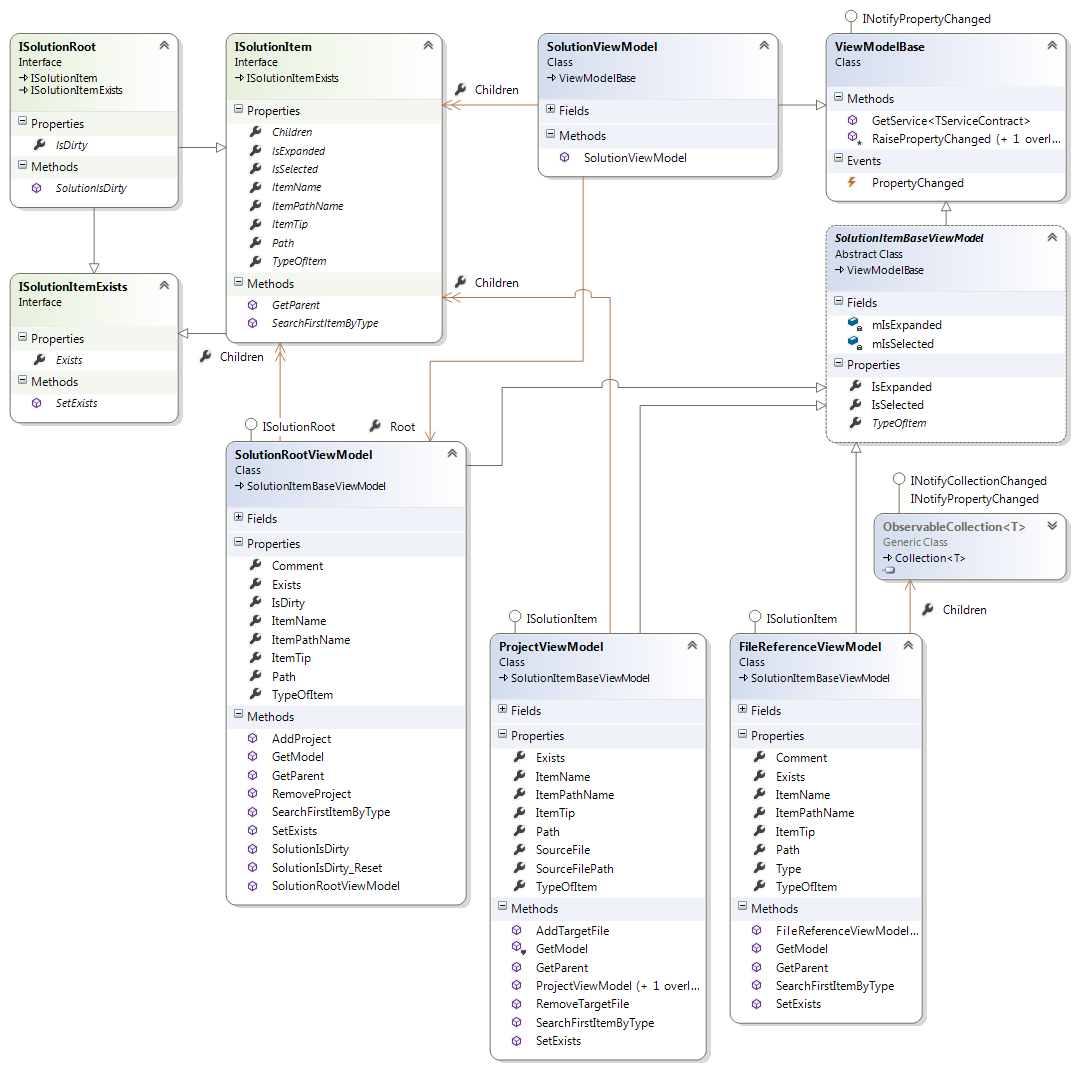 ISolutionRoot
Interface
ISolutionItem
ISolutionItemExists
Properties
IsDirty
Methods
SolutionIsDirty
ISolutionItem
Interface
ISolutionItemExists
Properties
Children
IsExpanded
IsSelected
ItemName
ItemPathName
ItemTip
Path
TypeOfItem
Methods
GetParent
SearchFirstItemByType
Children
SolutionViewModel
Class
ViewModelBase
Fields
Methods
SolutionViewModel
INotifyPropertyChanged
ViewModelBase
Class
Methods
GetService<TServiceContract>
RaisePropertyChanged (+ 1 overl...
Events
PropertyChanged
ISolutionItemExists
Interface
Properties
Exists
Methods
SetExists
Children
Children
SolutionItemBaseViewModel
Abstract Class
ViewModelBase
Fields
mIsExpanded
mIsSelected
Properties
IsExpanded
IsSelected
TypeOfItem
ISolutionRoot
Root
SolutionRootViewModel
Class
SolutionItemBaseViewModel
Fields
Properties
Comment
Exists
IsDirty
ItemName
ItemPathName
ItemTip
Path
TypeOfItem
Methods
AddProject
GetModel
GetParent
RemoveProject
SearchFirstItemByType
SetExists
SolutionIsDirty
SolutionIsDirty_Reset
SolutionRootViewModel
INotifyCollectionChanged
INotifyPropertyChanged
ObservableCollection<T>
Generic Class
Collection<T>
Children
ISolutionItem
ProjectViewModel
Class
SolutionItemBaseViewModel
Fields
Properties
Exists
ItemName
ItemPathName
ItemTip
Path
SourceFile
SourceFilePath
TypeOfItem
Methods
AddTargetFile
GetModel
GetParent
ProjectViewModel (+ 1 overl...
RemoveTargetFile
SearchFirstItemByType
SetExists
ISolutionItem
FileReferenceViewModel
Class
SolutionItemBaseViewModel
Fields
Properties
Comment
Exists
ItemName
ItemPathName
ItemTip
Path
Type
TypeOfItem
Methods
FileReferenceViewModel...
GetModel
GetParent
SearchFirstItemByType
SetExists